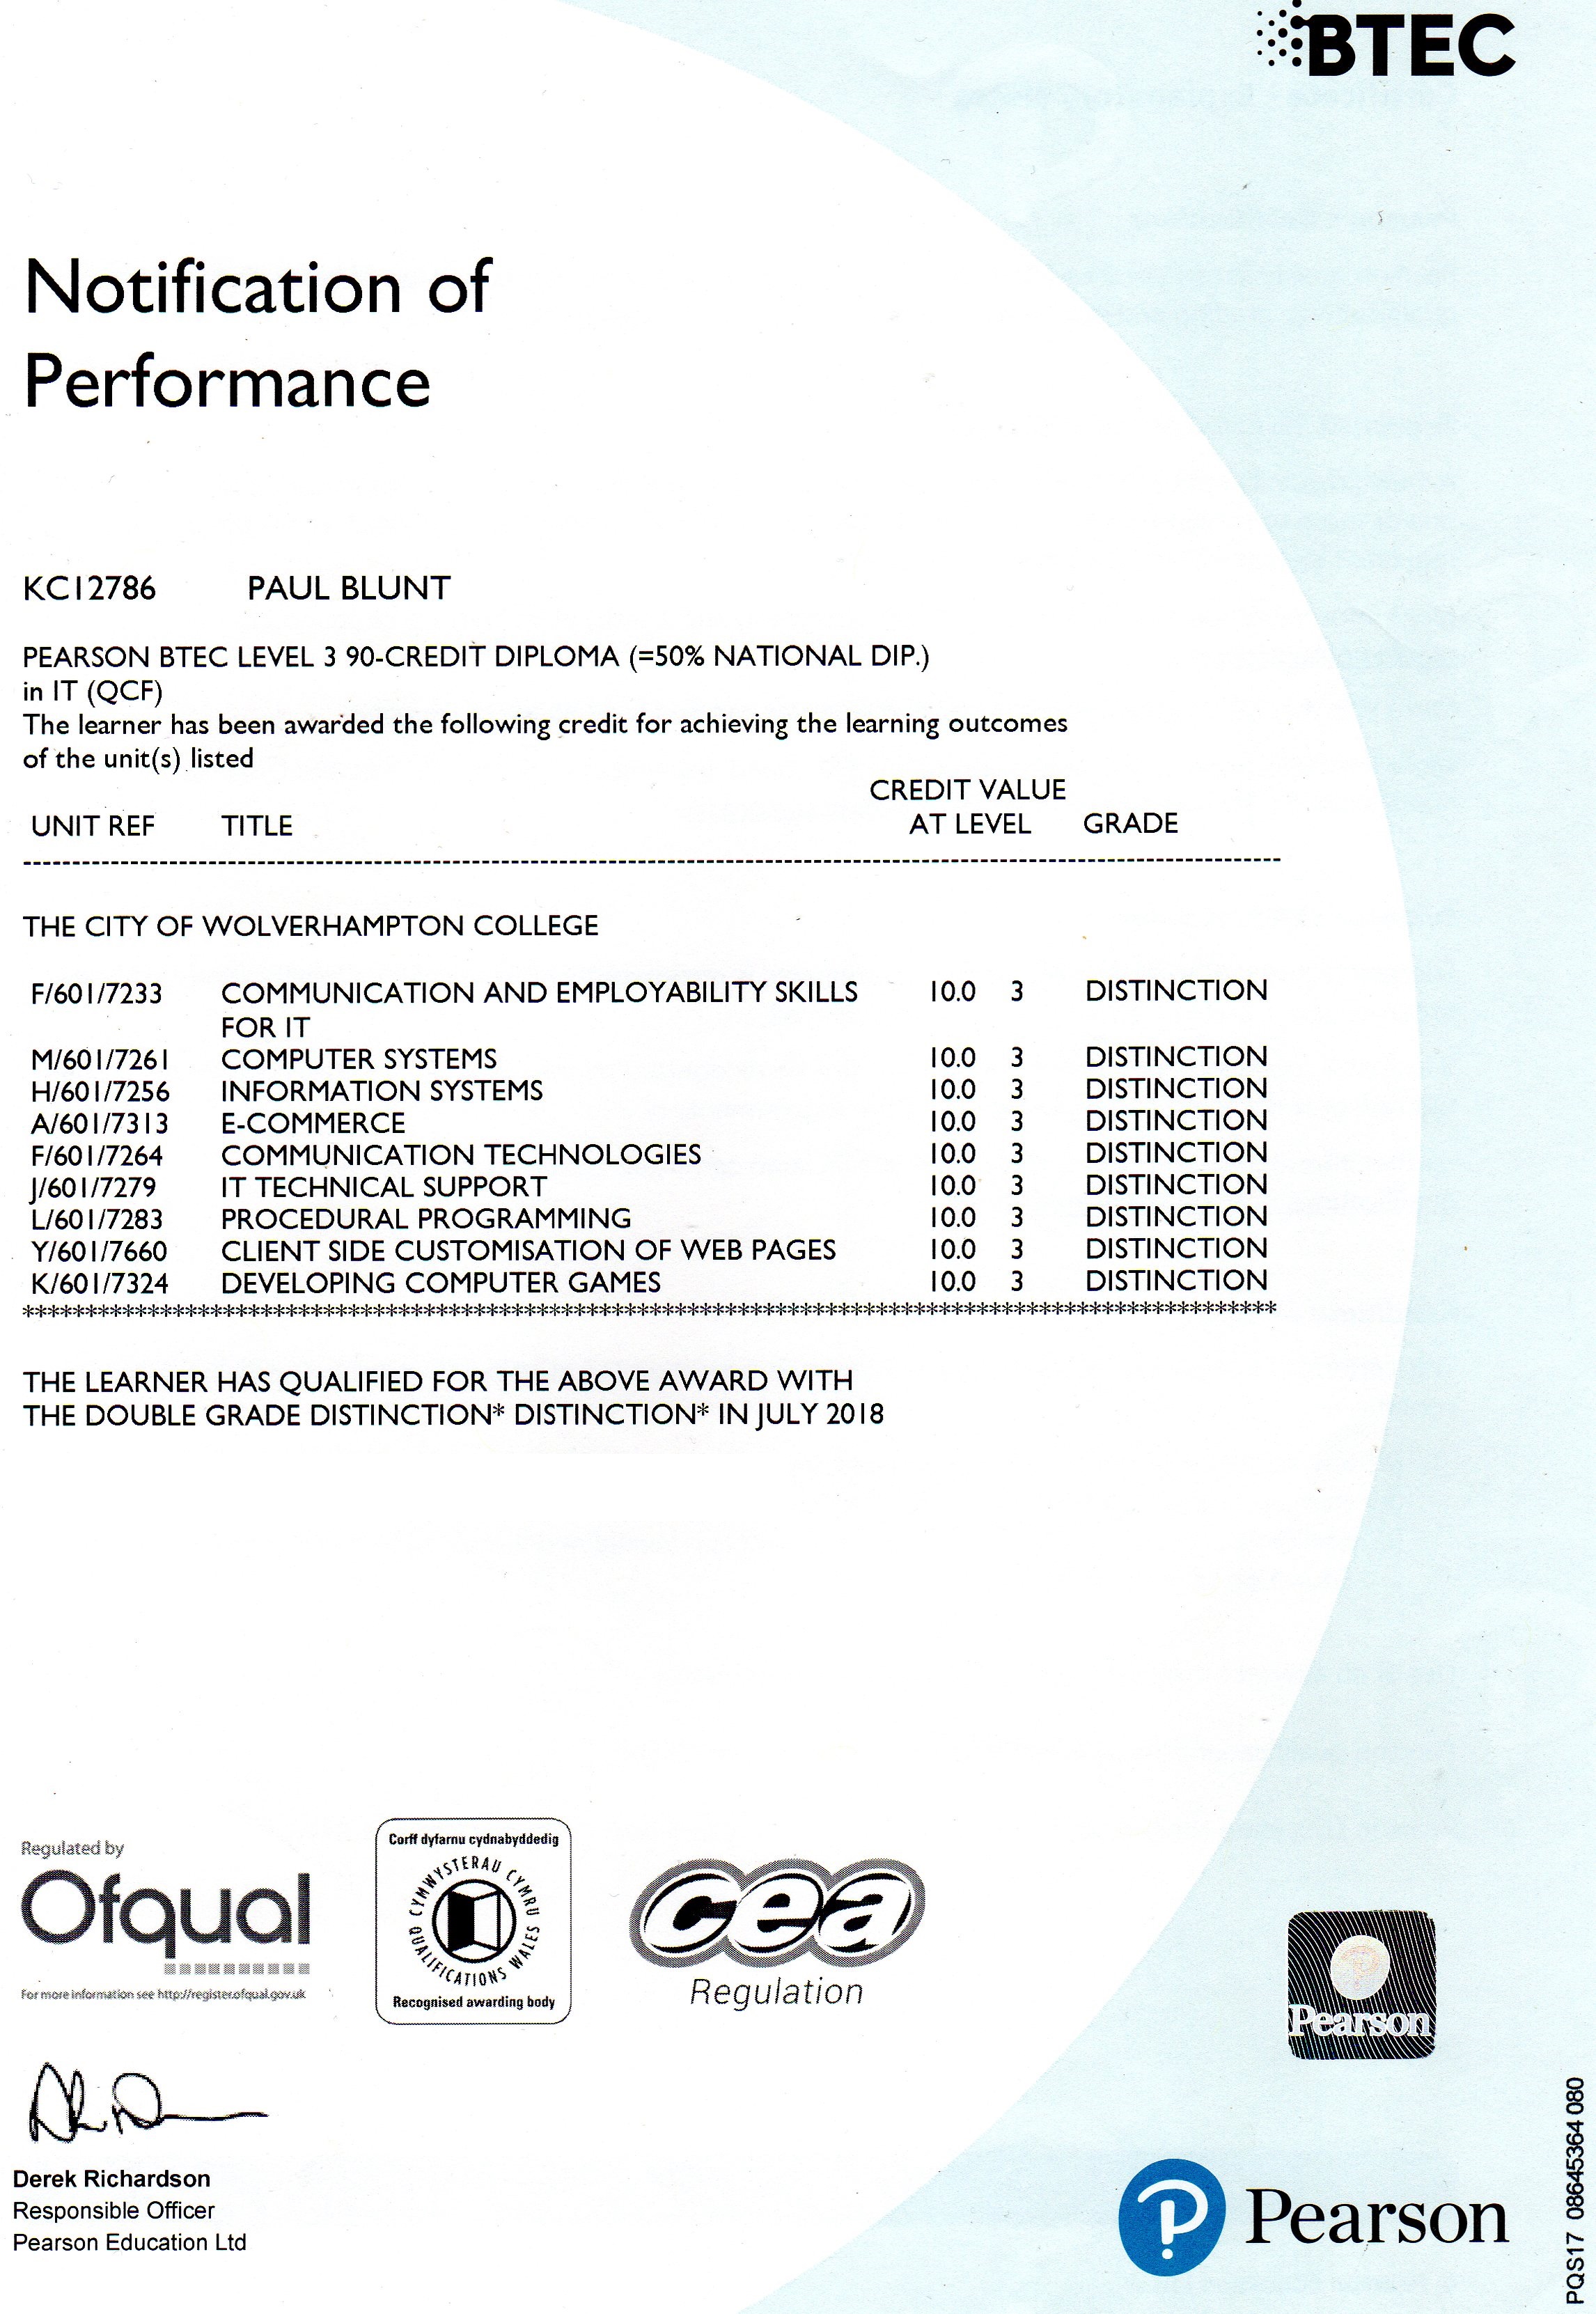 BTEC
Notification of
Performance
KC12786 PAUL BLUNT
PEARSON BTEC LEVEL 3 90-CREDIT DIPLOMA (=50% NATIONAL DIP.)
in IT (QCF)
The learner has been awarded the following credit for achieving the learning outcomes
of the unit(s) listed
CREDIT VALUE
UNIT REF TITLE AT LEVEL GRADE
THE CITY OF WOLVERHAMPTON COLLEGE
F/601/7233 COMMUNICATION AND EMPLOYABILITY SKILLS 10.0 3 DISTINCTION
FOR IT
M/601/7261 COMPUTER SYSTEMS 10.0 3 DISTINCTION
H/601/7256 INFORMATION SYSTEMS 10.0 3 DISTINCTION
A/601/7313 E-COMMERCE 10.0 3 DISTINCTION
F/601/7264 COMMUNICATION TECHNOLOGIES 10.0 3 DISTINCTION
J/601/7279 IT TECHNICAL SUPPORT 10.0 3 DISTINCTION
L/601/7283 PROCEDURAL PROGRAMMING 10.0 3 DISTINCTION
Y/601/7660 CLIENT SIDE CUSTOMISATION OF WEB PAGES 10.0 3 DISTINCTION
K/601/7324 DEVELOPING COMPUTER GAMES 10.0 3 DISTINCTION
THE LEARNER HAS QUALIFIED FOR THE ABOVE AWARD WITH
THE DOUBLE GRADE DISTINCTION* DISTINCTION* IN JULY 2018
Regulated by
Ofqual
For more information see http://register.ofqual.gov.uk
Corff dyfarnu cydnabyddedig
CYMWYSTERAU CYMRU
QUALIFICATIONS WALES
Recognised awarding body
cea
Regulation
Pearson
Derek Richardson
Responsible Officer
Pearson Education Ltd
Pearson
PQS17 08645364 080